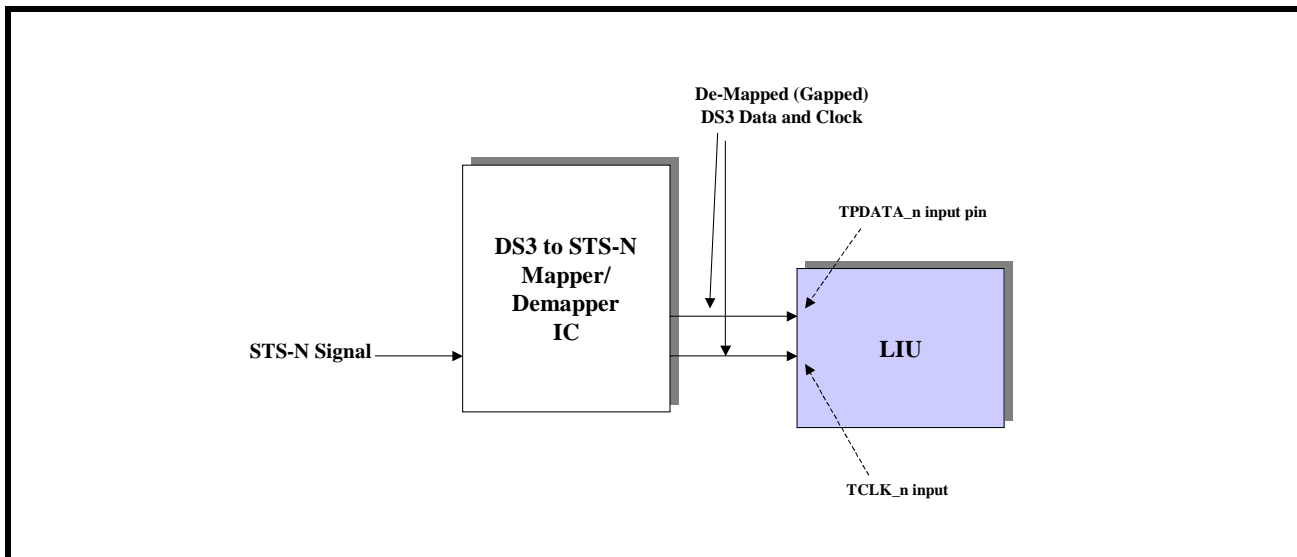 De-Mapped (Gapped)
DS3 Data and Clock
TPDATA_n input pin
DS3 to STS-N
Mapper/
Demapper
IC
STS-N Signal
LIU
TCLK_n input